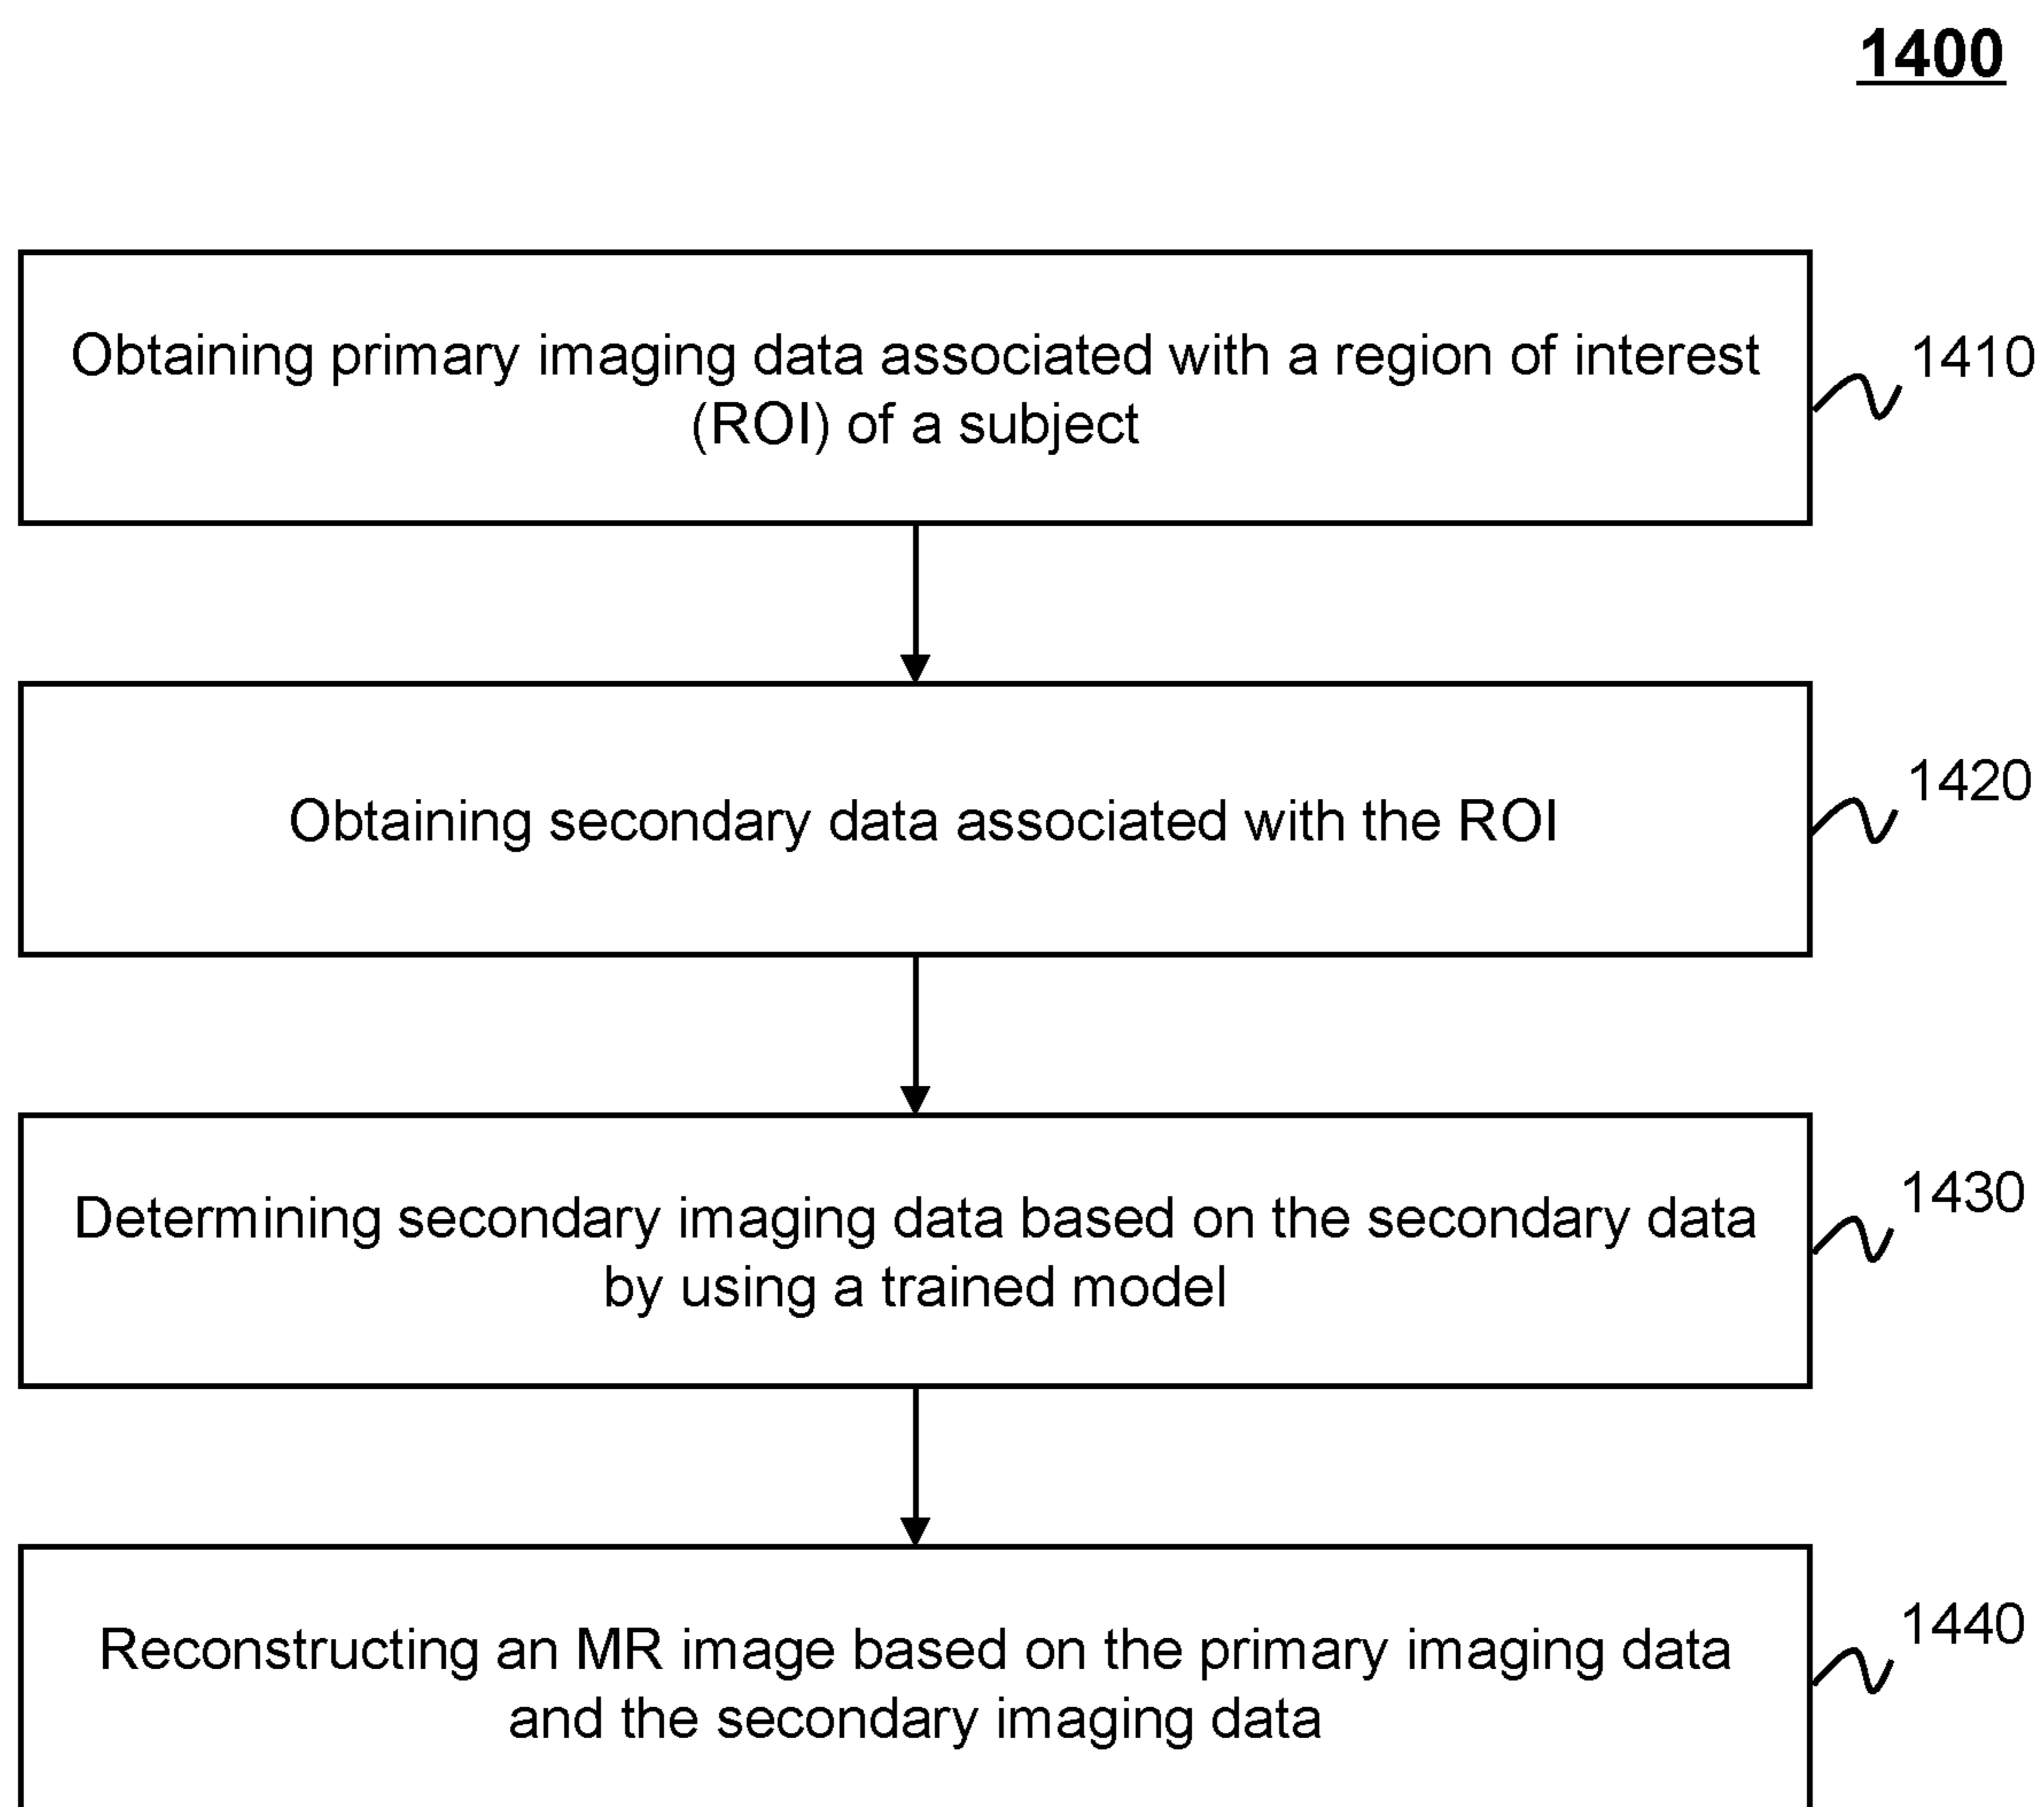 1400
Obtaining primary imaging data associated with a region of interest
(ROI) of a subject
1410
Obtaining secondary data associated with the ROI
1420
Determining secondary imaging data based on the secondary data
by using a trained model
1430
Reconstructing an MR image based on the primary imaging data
and the secondary imaging data
1440